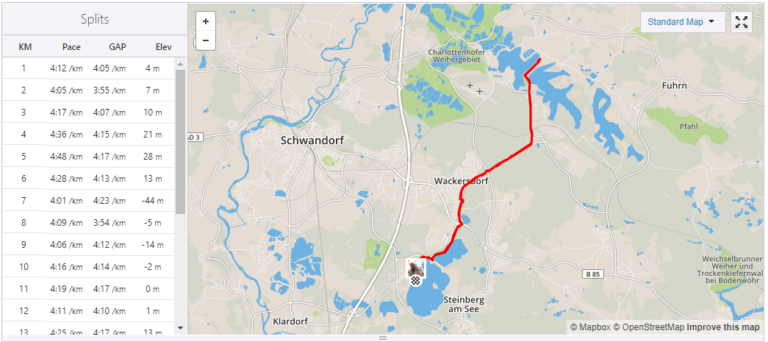 Splits
KM Pace GAP Elev
1 4:12 /km 4:05 /km 4 m
2 4:05 /km 3:55 /km 7 m
3 4:17 /km 4:07 /km 10 m
4 4:36 /km 4:15 /km 21 m
5 4:48 /km 4:17 /km 28 m
6 4:28 /km 4:13 /km 13 m
7 4:01 /km 4:23 /km -44 m
8 4:09 /km 3:54 /km -5 m
9 4:06 /km 4:12 /km -14 m
10 4:16 /km 4:14 /km -2 m
11 4:19 /km 4:17 /km 0 m
12 4:11 /km 4:10 /km 1 m
13 4:25 /km 4:17 /km 13 m
+
−
Standard Map
Charlottenhofer
Weihergebiet
Fuhrn
Pfahl
AD 3
Schwandorf
Wackersdorf
Weichselbrunner
Weiher und
Trockenkiefernwald
bei Bodenwöhr
B 85
Steinberg
am See
Klardorf
© Mapbox © OpenStreetMap Improve this map